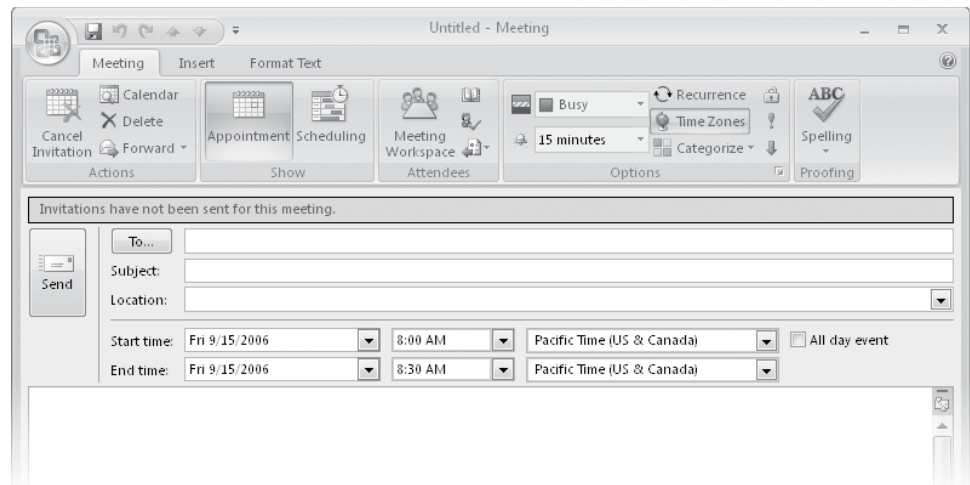 Untitled - Meeting
Meeting Insert Format Text
Cancel Invitation
Calendar
Delete
Forward
Actions
Appointment Scheduling
Show
Meeting Workspace
Attendees
Busy
15 minutes
Recurrence
Time Zones
Categorize
Options
ABC
Spelling
Proofing
Invitations have not been sent for this meeting.
Send
To...
Subject:
Location:
Start time: Fri 9/15/2006 8:00 AM Pacific Time (US & Canada) All day event
End time: Fri 9/15/2006 8:30 AM Pacific Time (US & Canada)